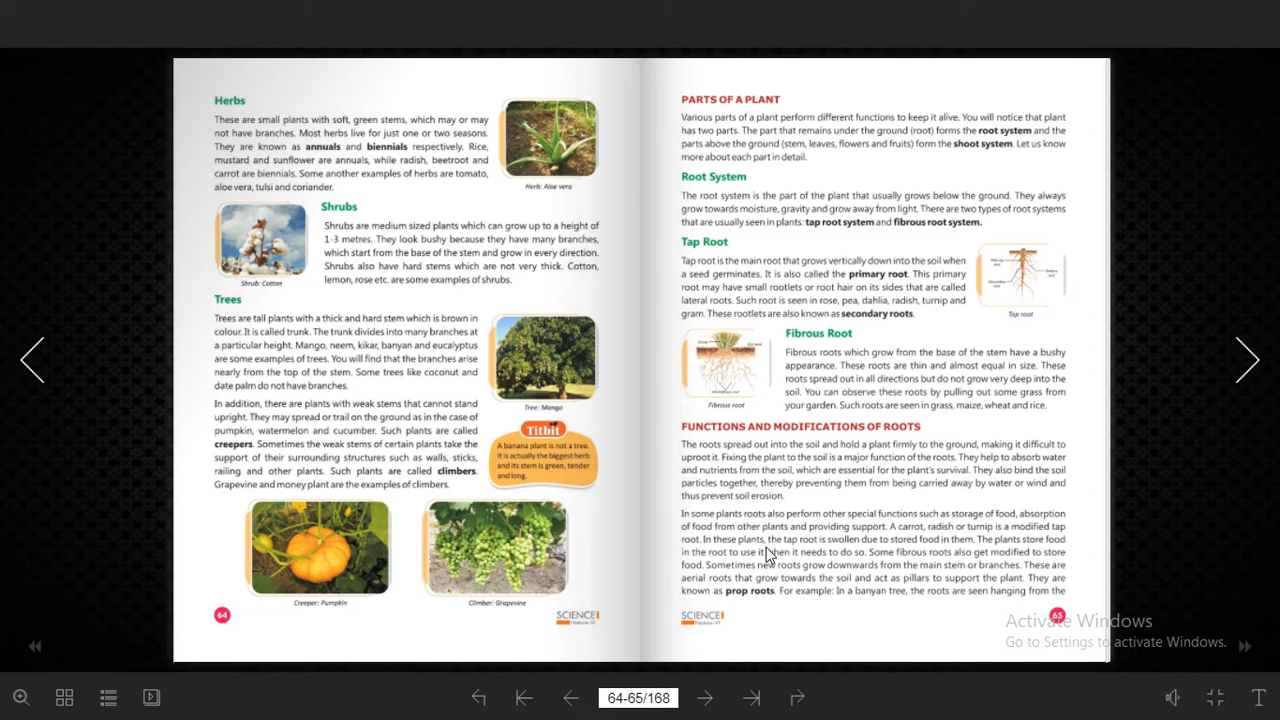 Herbs
These are small plants with soft, green stems, which may or may
not have branches. Most herbs live for just one or two seasons.
They are known as annuals and biennials respectively. Rice,
mustard and sunflower are annuals, while radish, beetroot and
carrot are biennials. Some another examples of herbs are tomato,
aloe vera, tulsi and coriander.
Herb: Aloe vera
Shrubs
Shrubs are medium sized plants which can grow up to a height of
1-3 metres. They look bushy because they have many branches,
which start from the base of the stem and grow in every direction.
Shrubs also have hard stems which are not very thick. Cotton,
lemon, rose etc. are some examples of shrubs.
Shrub: Cotton
Trees
Trees are tall plants with a thick and hard stem which is brown in
colour. It is called trunk. The trunk divides into many branches at
a particular height. Mango, neem, kikar, banyan and eucalyptus
are some examples of trees. You will find that the branches arise
nearly from the top of the stem. Some trees like coconut and
date palm do not have branches.
Tree: Mango
In addition, there are plants with weak stems that cannot stand
upright. They may spread or trail on the ground as in the case of
pumpkin, watermelon and cucumber. Such plants are called
creepers. Sometimes the weak stems of certain plants take the
support of their surrounding structures such as walls, sticks,
railing and other plants. Such plants are called climbers.
Grapevine and money plant are the examples of climbers.
Titbit
A banana plant is not a tree.
It is actually the biggest herb
and its stem is green, tender
and long.
Creeper: Pumpkin
Climber: Grapevine
64
SCIENCE
Nature-VI
PARTS OF A PLANT
Various parts of a plant perform different functions to keep it alive. You will notice that plant
has two parts. The part that remains under the ground (root) forms the root system and the
parts above the ground (stem, leaves, flowers and fruits) form the shoot system. Let us know
more about each part in detail.
Root System
The root system is the part of the plant that usually grows below the ground. They always
grow towards moisture, gravity and grow away from light. There are two types of root systems
that are usually seen in plants: tap root system and fibrous root system.
Tap Root
Tap root is the main root that grows vertically down into the soil when
a seed germinates. It is also called the primary root. This primary
root may have small rootlets or root hair on its sides that are called
lateral roots. Such root is seen in rose, pea, dahlia, radish, turnip and
gram. These rootlets are also known as secondary roots.
Tap root
Fibrous Root
Fibrous roots which grow from the base of the stem have a bushy
appearance. These roots are thin and almost equal in size. These
roots spread out in all directions but do not grow very deep into the
soil. You can observe these roots by pulling out some grass from
your garden. Such roots are seen in grass, maize, wheat and rice.
Fibrous root
FUNCTIONS AND MODIFICATIONS OF ROOTS
The roots spread out into the soil and hold a plant firmly to the ground, making it difficult to
uproot it. Fixing the plant to the soil is a major function of the roots. They help to absorb water
and nutrients from the soil, which are essential for the plant's survival. They also bind the soil
particles together, thereby preventing them from being carried away by water or wind and
thus prevent soil erosion.
In some plants roots also perform other special functions such as storage of food, absorption
of food from other plants and providing support. A carrot, radish or turnip is a modified tap
root. In these plants, the tap root is swollen due to stored food in them. The plants store food
in the root to use it when it needs to do so. Some fibrous roots also get modified to store
food. Sometimes new roots grow downwards from the main stem or branches. These are
aerial roots that grow towards the soil and act as pillars to support the plant. They are
known as prop roots. For example: In a banyan tree, the roots are seen hanging from the
SCIENCE
Nature-VI
65
Activate Windows
Go to Settings to activate Windows.
64-65/168